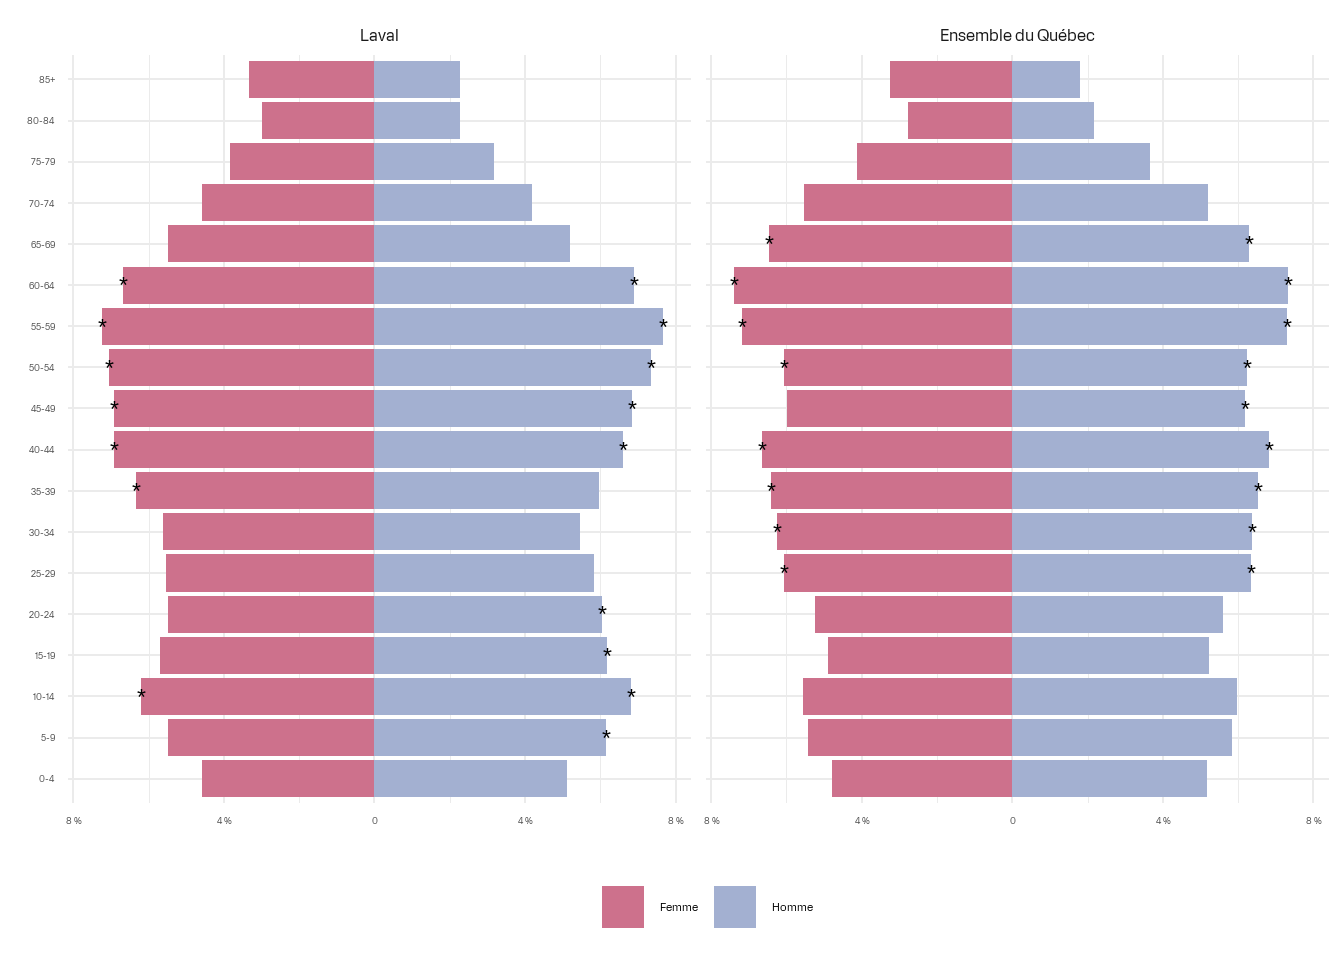 Laval
Ensemble du Québec
85+
80-84
75-79
70-74
* *
65-69
* * * *
60-64
* * * *
55-59
* * * *
50-54
* * *
45-49
* * * *
40-44
* * *
35-39
* *
30-34
* *
25-29
*
20-24
*
15-19
* *
10-14
*
5-9
0-4
8 % 4 % 0 4 % 8 % 8 % 4 % 0 4 % 8 %
Femme Homme